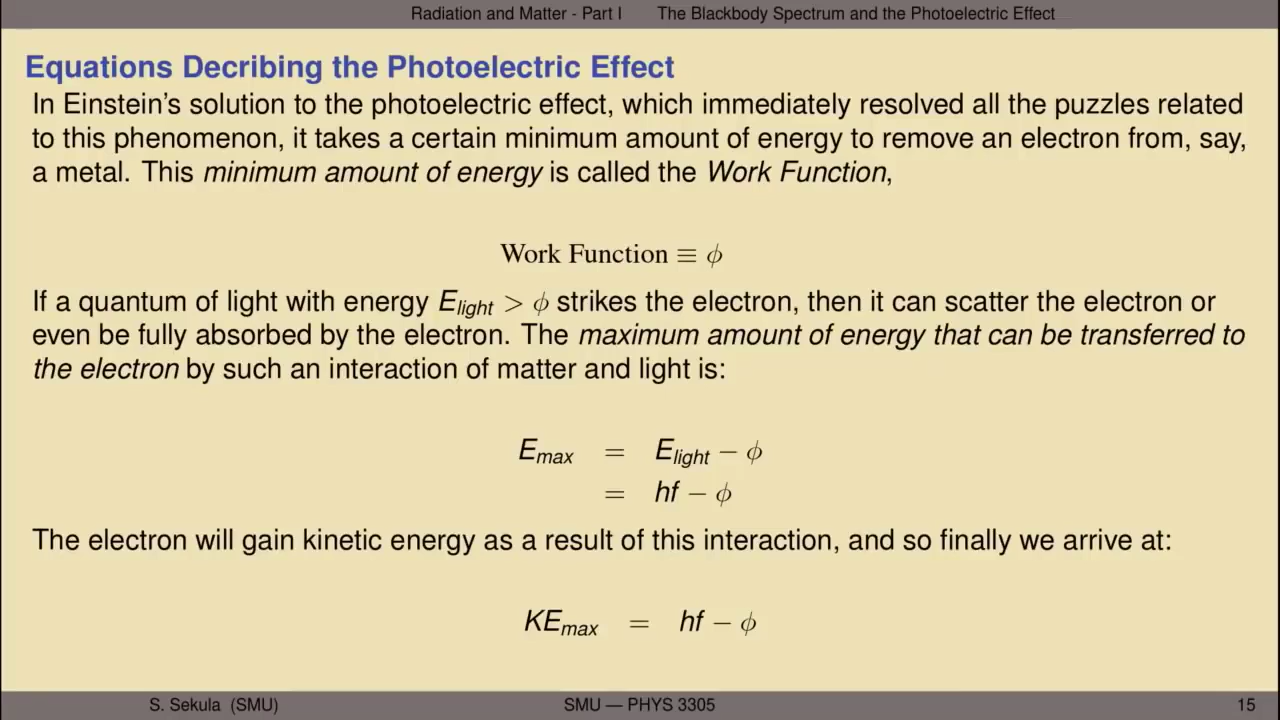 Radiation and Matter - Part I The Blackbody Spectrum and the Photoelectric Effect
Equations Decribing the Photoelectric Effect
In Einstein's solution to the photoelectric effect, which immediately resolved all the puzzles related
to this phenomenon, it takes a certain minimum amount of energy to remove an electron from, say,
a metal. This minimum amount of energy is called the Work Function,
Work Function ≡ ϕ
If a quantum of light with energy E_light > ϕ strikes the electron, then it can scatter the electron or
even be fully absorbed by the electron. The maximum amount of energy that can be transferred to
the electron by such an interaction of matter and light is:
E_max = E_light − ϕ
= hf − ϕ
The electron will gain kinetic energy as a result of this interaction, and so finally we arrive at:
KE_max = hf − ϕ
S. Sekula (SMU) SMU — PHYS 3305 15